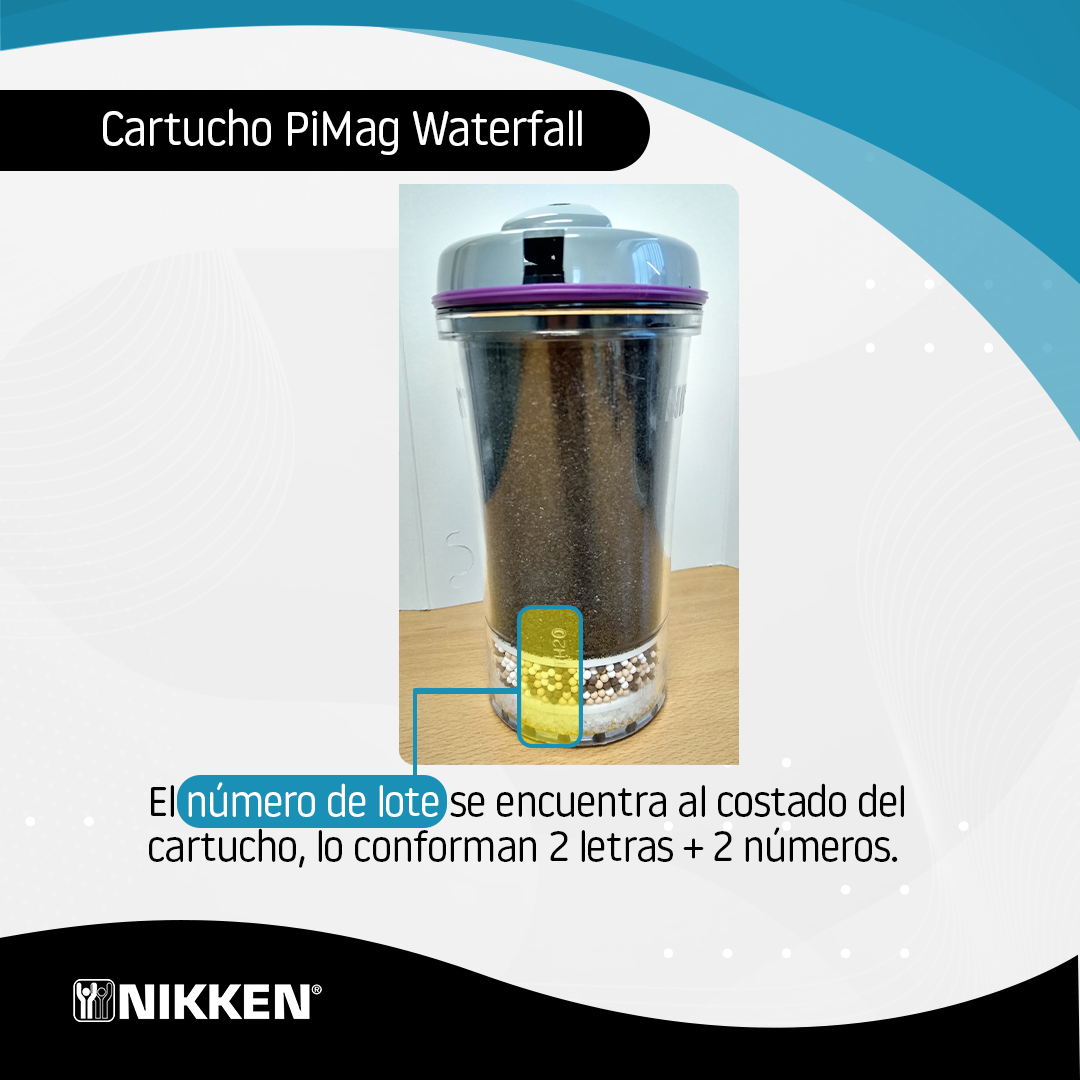 Cartucho PiMag Waterfall
H20
El número de lote se encuentra al costado del
cartucho, lo conforman 2 letras + 2 números.
NIKKEN®